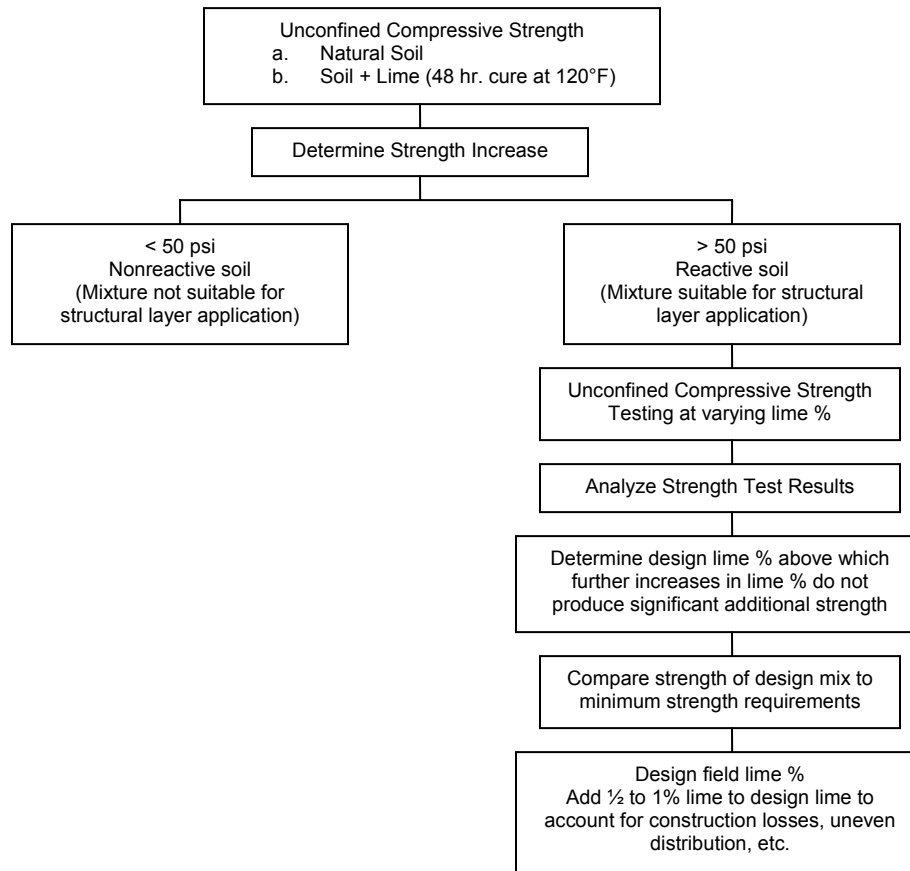 Unconfined Compressive Strength
a. Natural Soil
b. Soil + Lime (48 hr. cure at 120°F)
Determine Strength Increase
< 50 psi
Nonreactive soil
(Mixture not suitable for
structural layer application)
> 50 psi
Reactive soil
(Mixture suitable for structural
layer application)
Unconfined Compressive Strength
Testing at varying lime %
Analyze Strength Test Results
Determine design lime % above which
further increases in lime % do not
produce significant additional strength
Compare strength of design mix to
minimum strength requirements
Design field lime %
Add ½ to 1% lime to design lime to
account for construction losses, uneven
distribution, etc.